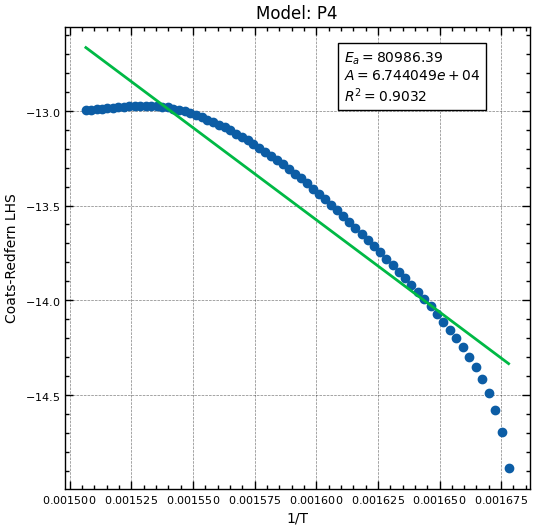 Model: P4
E_a = 80986.39
A = 6.744049e + 04
R² = 0.9032
−13.0
−13.5
−14.0
−14.5
Coats-Redfern LHS
0.001500 0.001525 0.001550 0.001575 0.001600 0.001625 0.001650 0.001675
1/T